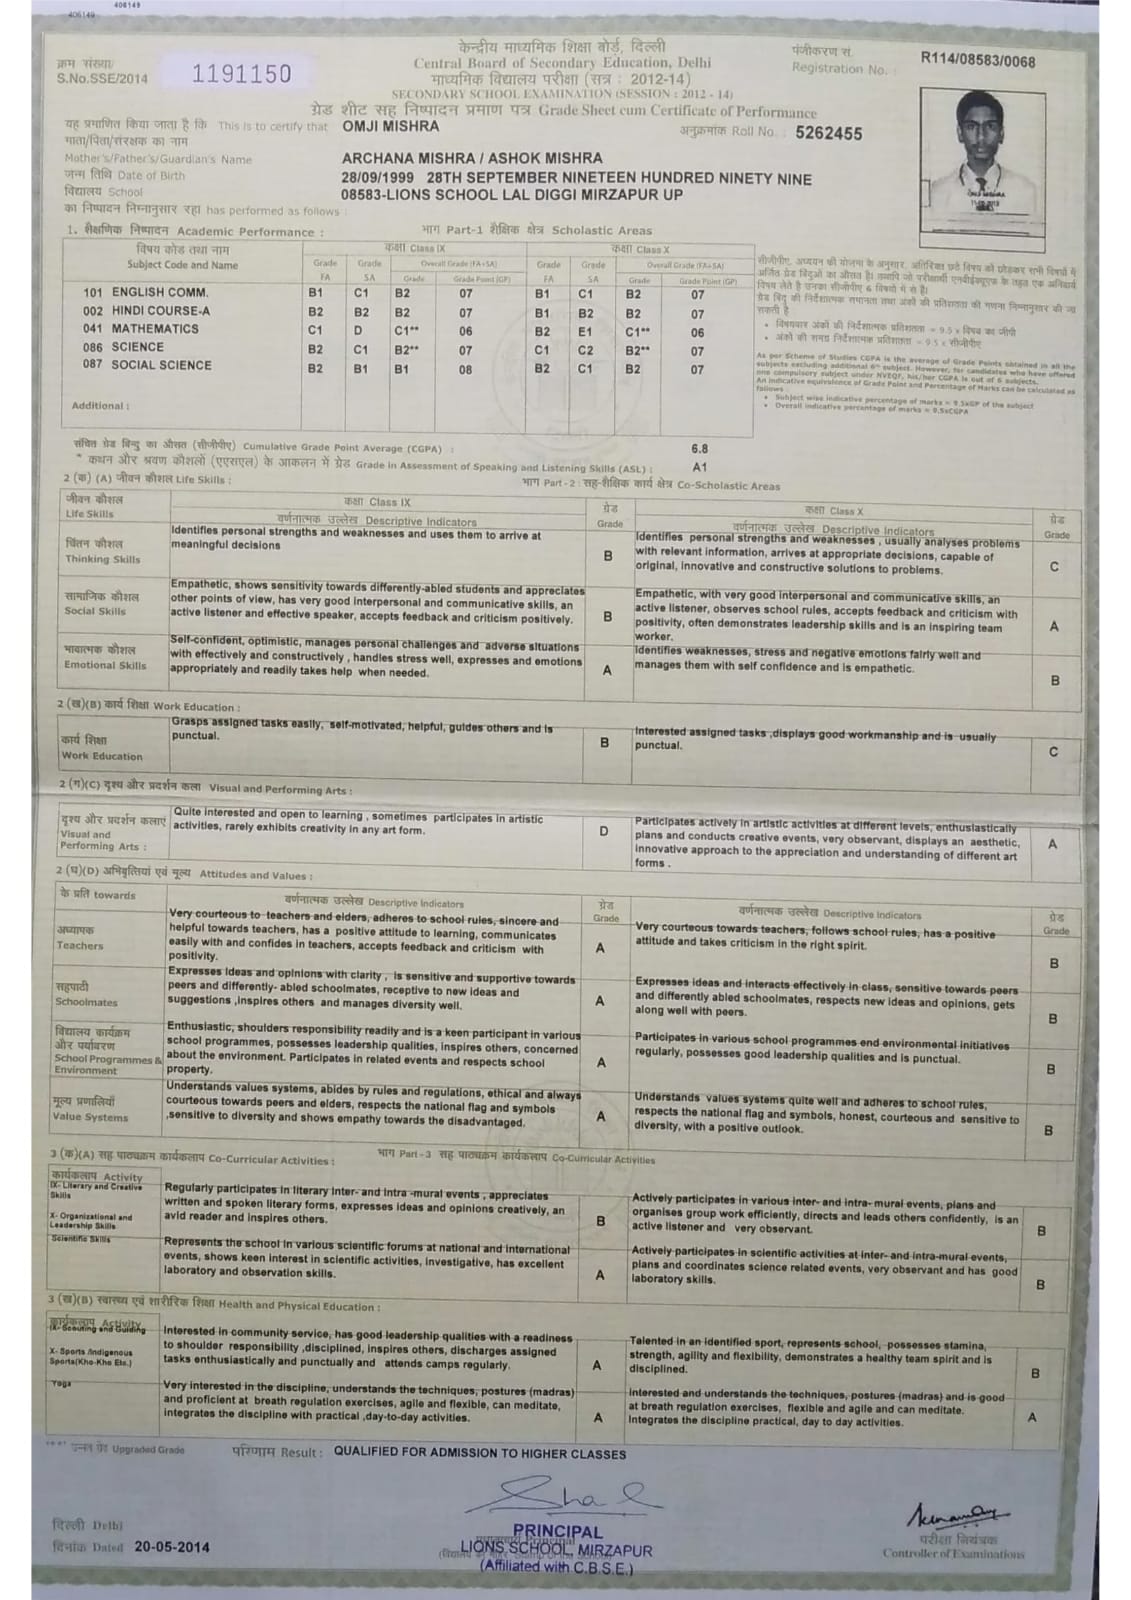 406149
406149
केन्द्रीय माध्यमिक शिक्षा बोर्ड, दिल्ली
Central Board of Secondary Education, Delhi
माध्यमिक विद्यालय परीक्षा (सत्र : 2012-14)
SECONDARY SCHOOL EXAMINATION (SESSION : 2012 - 14)
ग्रेड शीट सह निष्पादन प्रमाण पत्र Grade Sheet cum Certificate of Performance
क्रम संख्या
S.No.SSE/2014 1191150
पंजीकरण सं.
Registration No. : R114/08583/0068
यह प्रमाणित किया जाता है कि This is to certify that OMJI MISHRA
अनुक्रमांक Roll No. : 5262455
माता/पिता/संरक्षक का नाम
Mother's/Father's/Guardian's Name ARCHANA MISHRA / ASHOK MISHRA
जन्म तिथि Date of Birth 28/09/1999 28TH SEPTEMBER NINETEEN HUNDRED NINETY NINE
विद्यालय School 08583-LIONS SCHOOL LAL DIGGI MIRZAPUR UP
का निष्पादन निम्नानुसार रहा has performed as follows :
1. शैक्षणिक निष्पादन Academic Performance : भाग Part-1 शैक्षिक क्षेत्र Scholastic Areas
विषय कोड तथा नाम कक्षा Class IX कक्षा Class X
Subject Code and Name Grade Grade Overall Grade (FA+SA) Grade Grade Overall Grade (FA+SA)
FA SA Grade Grade Point (GP) FA SA Grade Grade Point (GP)
101 ENGLISH COMM. B1 C1 B2 07 B1 C1 B2 07
002 HINDI COURSE-A B2 B2 B2 07 B1 B2 B2 07
041 MATHEMATICS C1 D C1** 06 B2 E1 C1** 06
086 SCIENCE B2 C1 B2** 07 C1 C2 B2** 07
087 SOCIAL SCIENCE B2 B1 B1 08 B2 C1 B2 07
Additional :
As per Scheme of Studies CGPA is the average of Grade Points obtained in all the
subjects excluding additional 6th subject. However, for candidates who have offered
one compulsory subject under NVEQF, his/her CGPA is out of 6 subjects.
An indicative equivalence of Grade Point and Percentage of Marks can be calculated as
follows :
• Subject wise indicative percentage of marks = 9.5xGP of the subject
• Overall indicative percentage of marks = 9.5xCGPA
संचित ग्रेड बिन्दु का औसत (सीजीपीए) Cumulative Grade Point Average (CGPA) : 6.8
* कथन और श्रवण कौशलों (एएसएल) के आकलन में ग्रेड Grade in Assessment of Speaking and Listening Skills (ASL) : A1
2 (क) (A) जीवन कौशल Life Skills : भाग Part-2 : सह-शैक्षिक कार्य क्षेत्र Co-Scholastic Areas
जीवन कौशल कक्षा Class IX ग्रेड कक्षा Class X ग्रेड
Life Skills वर्णनात्मक उल्लेख Descriptive Indicators Grade वर्णनात्मक उल्लेख Descriptive Indicators Grade
चिंतन कौशल
Thinking Skills
Identifies personal strengths and weaknesses and uses them to arrive at
meaningful decisions
B
Identifies personal strengths and weaknesses , usually analyses problems
with relevant information, arrives at appropriate decisions, capable of
original, innovative and constructive solutions to problems.
C
सामाजिक कौशल
Social Skills
Empathetic, shows sensitivity towards differently-abled students and appreciates
other points of view, has very good interpersonal and communicative skills, an
active listener and effective speaker, accepts feedback and criticism positively.
B
Empathetic, with very good interpersonal and communicative skills, an
active listener, observes school rules, accepts feedback and criticism with
positivity, often demonstrates leadership skills and is an inspiring team
worker.
A
भावात्मक कौशल
Emotional Skills
Self-confident, optimistic, manages personal challenges and adverse situations
with effectively and constructively , handles stress well, expresses and emotions
appropriately and readily takes help when needed.
A
Identifies weaknesses, stress and negative emotions fairly well and
manages them with self confidence and is empathetic.
B
2 (ख)(B) कार्य शिक्षा Work Education :
कार्य शिक्षा
Work Education
Grasps assigned tasks easily, self-motivated, helpful, guides others and is
punctual.
B
Interested assigned tasks ,displays good workmanship and is usually
punctual.
C
2 (ग)(C) दृश्य और प्रदर्शन कला Visual and Performing Arts :
दृश्य और प्रदर्शन कलाएं
Visual and
Performing Arts :
Quite interested and open to learning , sometimes participates in artistic
activities, rarely exhibits creativity in any art form.
D
Participates actively in artistic activities at different levels, enthusiastically
plans and conducts creative events, very observant, displays an aesthetic,
innovative approach to the appreciation and understanding of different art
forms .
A
2 (घ)(D) अभिवृत्तियां एवं मूल्य Attitudes and Values :
के प्रति towards वर्णनात्मक उल्लेख Descriptive Indicators ग्रेड Grade वर्णनात्मक उल्लेख Descriptive Indicators ग्रेड Grade
अध्यापक
Teachers
Very courteous to teachers and elders, adheres to school rules, sincere and
helpful towards teachers, has a positive attitude to learning, communicates
easily with and confides in teachers, accepts feedback and criticism with
positivity.
A
Very courteous towards teachers, follows school rules, has a positive
attitude and takes criticism in the right spirit.
B
सहपाठी
Schoolmates
Expresses ideas and opinions with clarity , is sensitive and supportive towards
peers and differently- abled schoolmates, receptive to new ideas and
suggestions ,inspires others and manages diversity well.
A
Expresses ideas and interacts effectively in class, sensitive towards peers
and differently abled schoolmates, respects new ideas and opinions, gets
along well with peers.
B
विद्यालय कार्यक्रम
और पर्यावरण
School Programmes &
Environment
Enthusiastic, shoulders responsibility readily and is a keen participant in various
school programmes, possesses leadership qualities, inspires others, concerned
about the environment. Participates in related events and respects school
property.
A
Participates in various school programmes end environmental initiatives
regularly, possesses good leadership qualities and is punctual.
B
मूल्य प्रणालियां
Value Systems
Understands values systems, abides by rules and regulations, ethical and always
courteous towards peers and elders, respects the national flag and symbols
,sensitive to diversity and shows empathy towards the disadvantaged.
A
Understands values systems quite well and adheres to school rules,
respects the national flag and symbols, honest, courteous and sensitive to
diversity, with a positive outlook.
B
3 (क)(A) सह पाठ्यक्रम कार्यकलाप Co-Curricular Activities : भाग Part-3 सह पाठ्यक्रम कार्यकलाप Co-Curricular Activities
कार्यकलाप Activity
IX- Literary and Creative
Skills
X- Organizational and
Leadership Skills
Regularly participates in literary inter- and intra -mural events , appreciates
written and spoken literary forms, expresses ideas and opinions creatively, an
avid reader and inspires others.
B
Actively participates in various inter- and intra- mural events, plans and
organises group work efficiently, directs and leads others confidently, is an
active listener and very observant.
B
Scientific Skills
Represents the school in various scientific forums at national and international
events, shows keen interest in scientific activities, investigative, has excellent
laboratory and observation skills.
A
Actively participates in scientific activities at inter- and intra-mural events,
plans and coordinates science related events, very observant and has good
laboratory skills.
B
3 (ख)(B) स्वास्थ्य एवं शारीरिक शिक्षा Health and Physical Education :
कार्यकलाप Activity
IX- Scouting and Guiding
X- Sports /Indigenous
Sports(Kho-Kho Etc.)
Interested in community service, has good leadership qualities with a readiness
to shoulder responsibility ,disciplined, inspires others, discharges assigned
tasks enthusiastically and punctually and attends camps regularly.
A
Talented in an identified sport, represents school, possesses stamina,
strength, agility and flexibility, demonstrates a healthy team spirit and is
disciplined.
B
Yoga
Very interested in the discipline, understands the techniques, postures (madras)
and proficient at breath regulation exercises, agile and flexible, can meditate,
integrates the discipline with practical ,day-to-day activities.
A
Interested and understands the techniques, postures (madras) and is good
at breath regulation exercises, flexible and agile and can meditate.
Integrates the discipline practical, day to day activities.
A
उन्नत ग्रेड Upgraded Grade परिणाम Result : QUALIFIED FOR ADMISSION TO HIGHER CLASSES
दिल्ली Delhi
दिनांक Dated 20-05-2014
PRINCIPAL
LIONS SCHOOL, MIRZAPUR
(Affiliated with C.B.S.E.)
परीक्षा नियंत्रक
Controller of Examinations